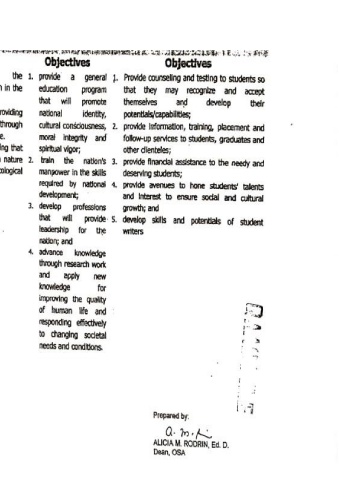 Objectives
1. provide a general
education program
that will promote
national identity,
cultural consciousness,
moral integrity and
spiritual vigor;
2. train the nation's
manpower in the skills
required by national
development;
3. develop professions
that will provide
leadership for the
nation; and
4. advance knowledge
through research work
and apply new
knowledge for
improving the quality
of human life and
responding effectively
to changing societal
needs and conditions.
Objectives
1. Provide counseling and testing to students so
that they may recognize and accept
themselves and develop their
potentials/capabilities;
2. provide information, training, placement and
follow-up services to students, graduates and
other clienteles;
3. provide financial assistance to the needy and
deserving students;
4. provide avenues to hone students' talents
and interest to ensure social and cultural
growth; and
5. develop skills and potentials of student
writers
the
in the
through
ing that
nature
Prepared by:
ALICIA M. RODRIN, Ed. D.
Dean, OSA